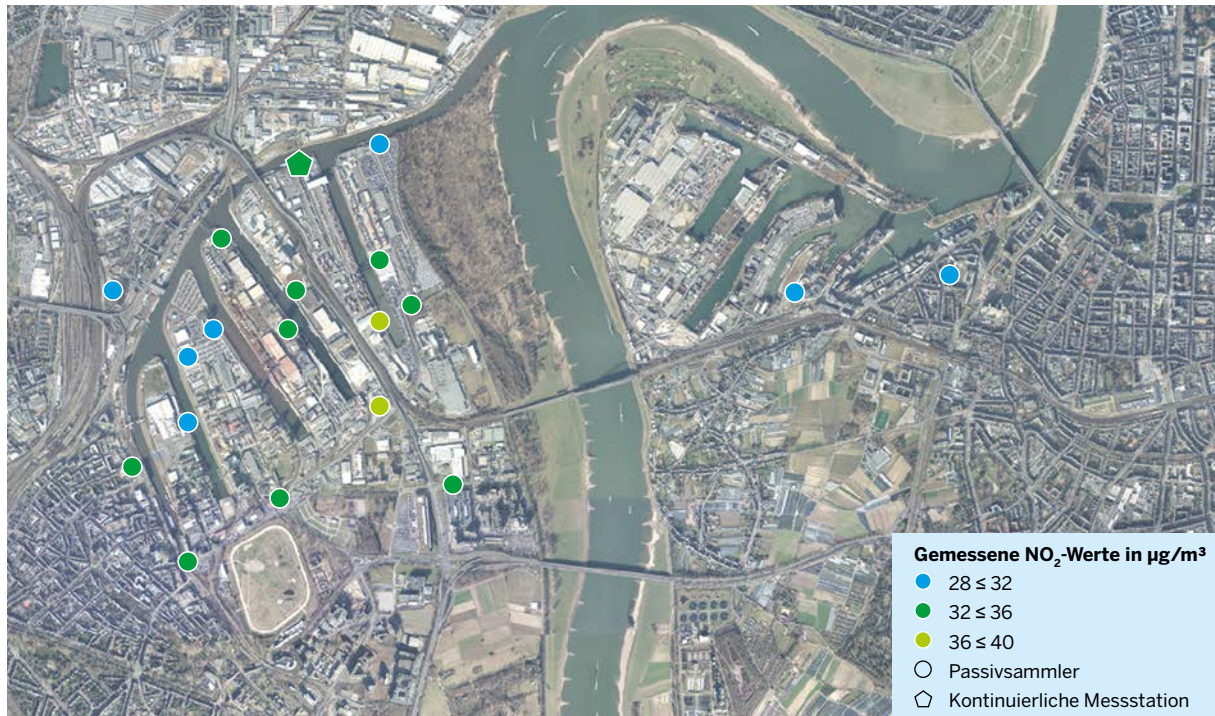 Gemessene NO₂-Werte in µg/m³
28 ≤ 32
32 ≤ 36
36 ≤ 40
Passivsammler
Kontinuierliche Messstation